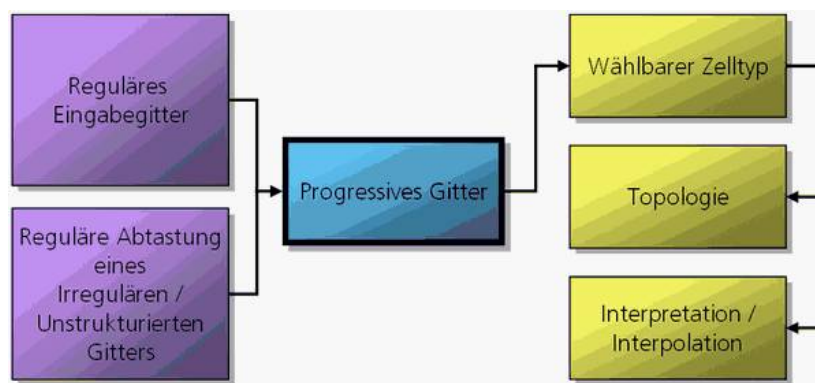 Reguläres
Eingabegitter
Reguläre Abtastung
eines
Irregulären /
Unstrukturierten
Gitters
Progressives Gitter
Wählbarer Zelltyp
Topologie
Interpretation /
Interpolation